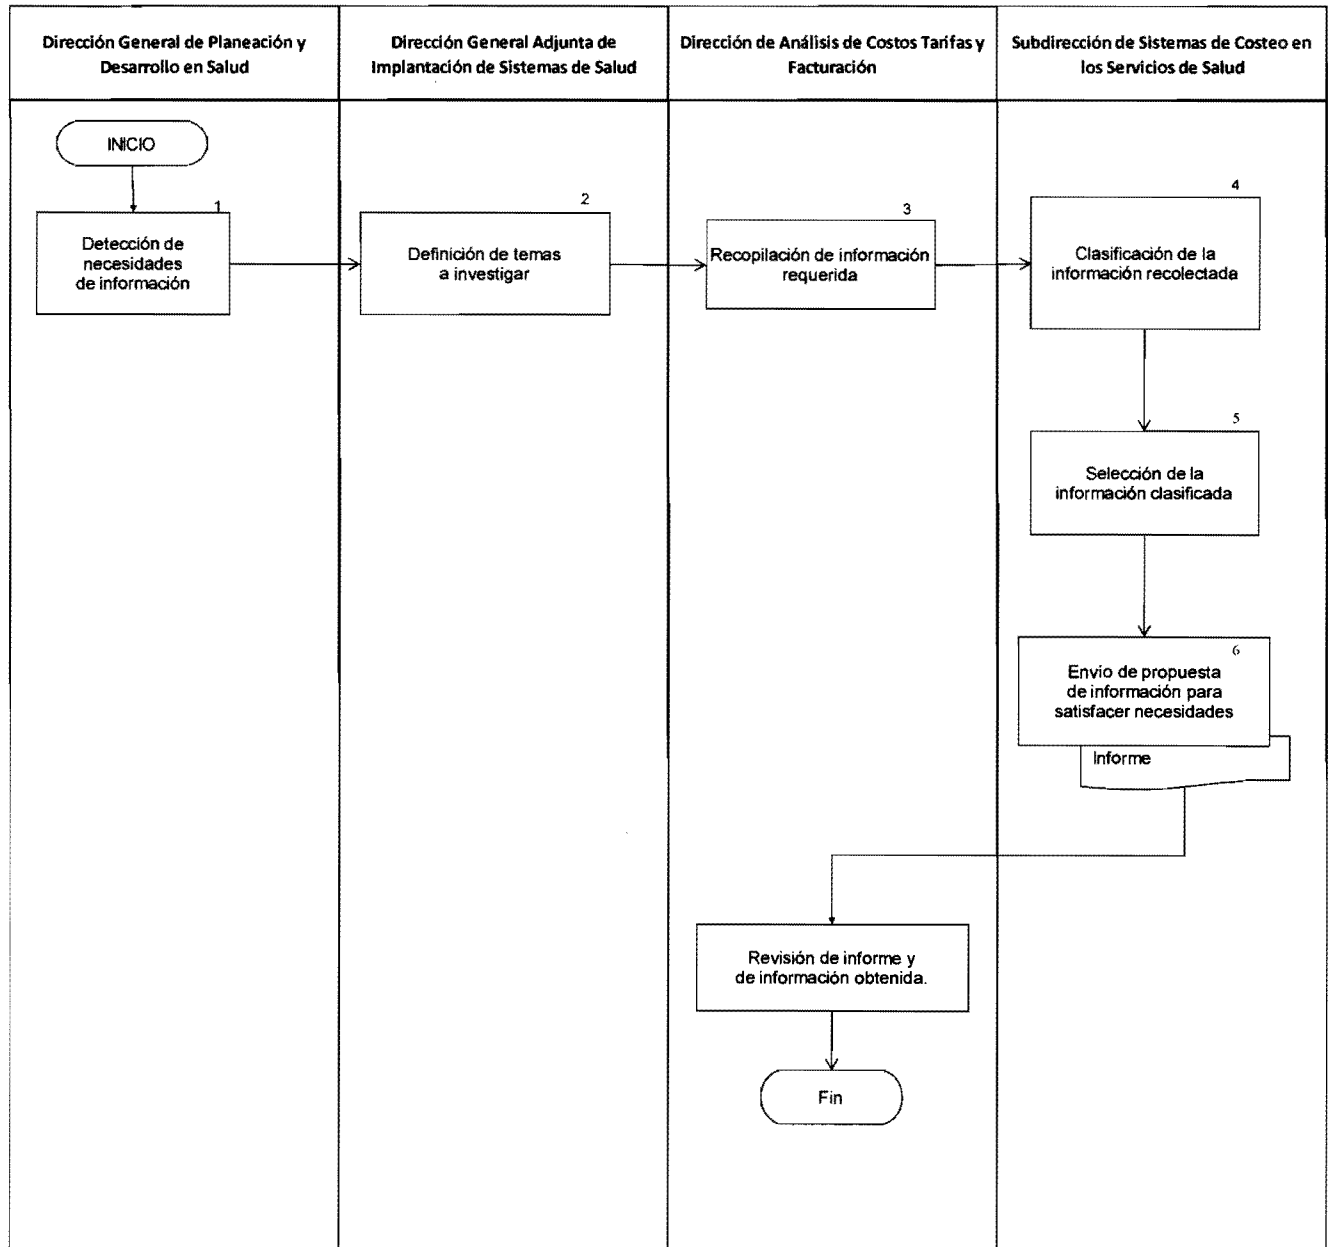 Dirección General de Planeación y
Desarrollo en Salud
Dirección General Adjunta de
Implantación de Sistemas de Salud
Dirección de Análisis de Costos Tarifas y
Facturación
Subdirección de Sistemas de Costeo en
los Servicios de Salud
INICIO
1
Detección de
necesidades
de información
2
Definición de temas
a investigar
3
Recopilación de información
requerida
4
Clasificación de la
información recolectada
5
Selección de la
información clasificada
6
Envio de propuesta
de información para
satisfacer necesidades
Informe
Revisión de informe y
de información obtenida.
Fin